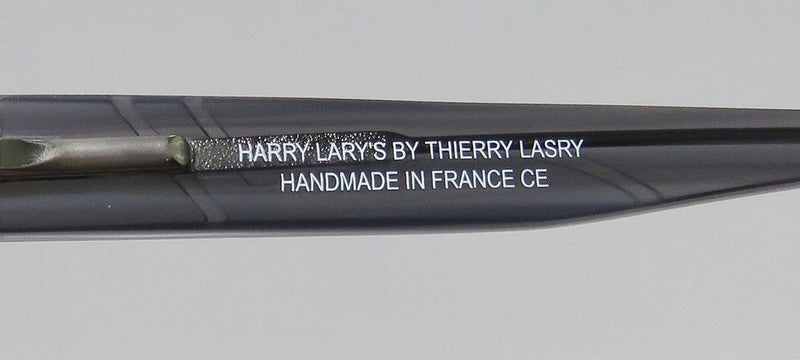 HARRY LARY'S BY THIERRY LASRY
HANDMADE IN FRANCE CE